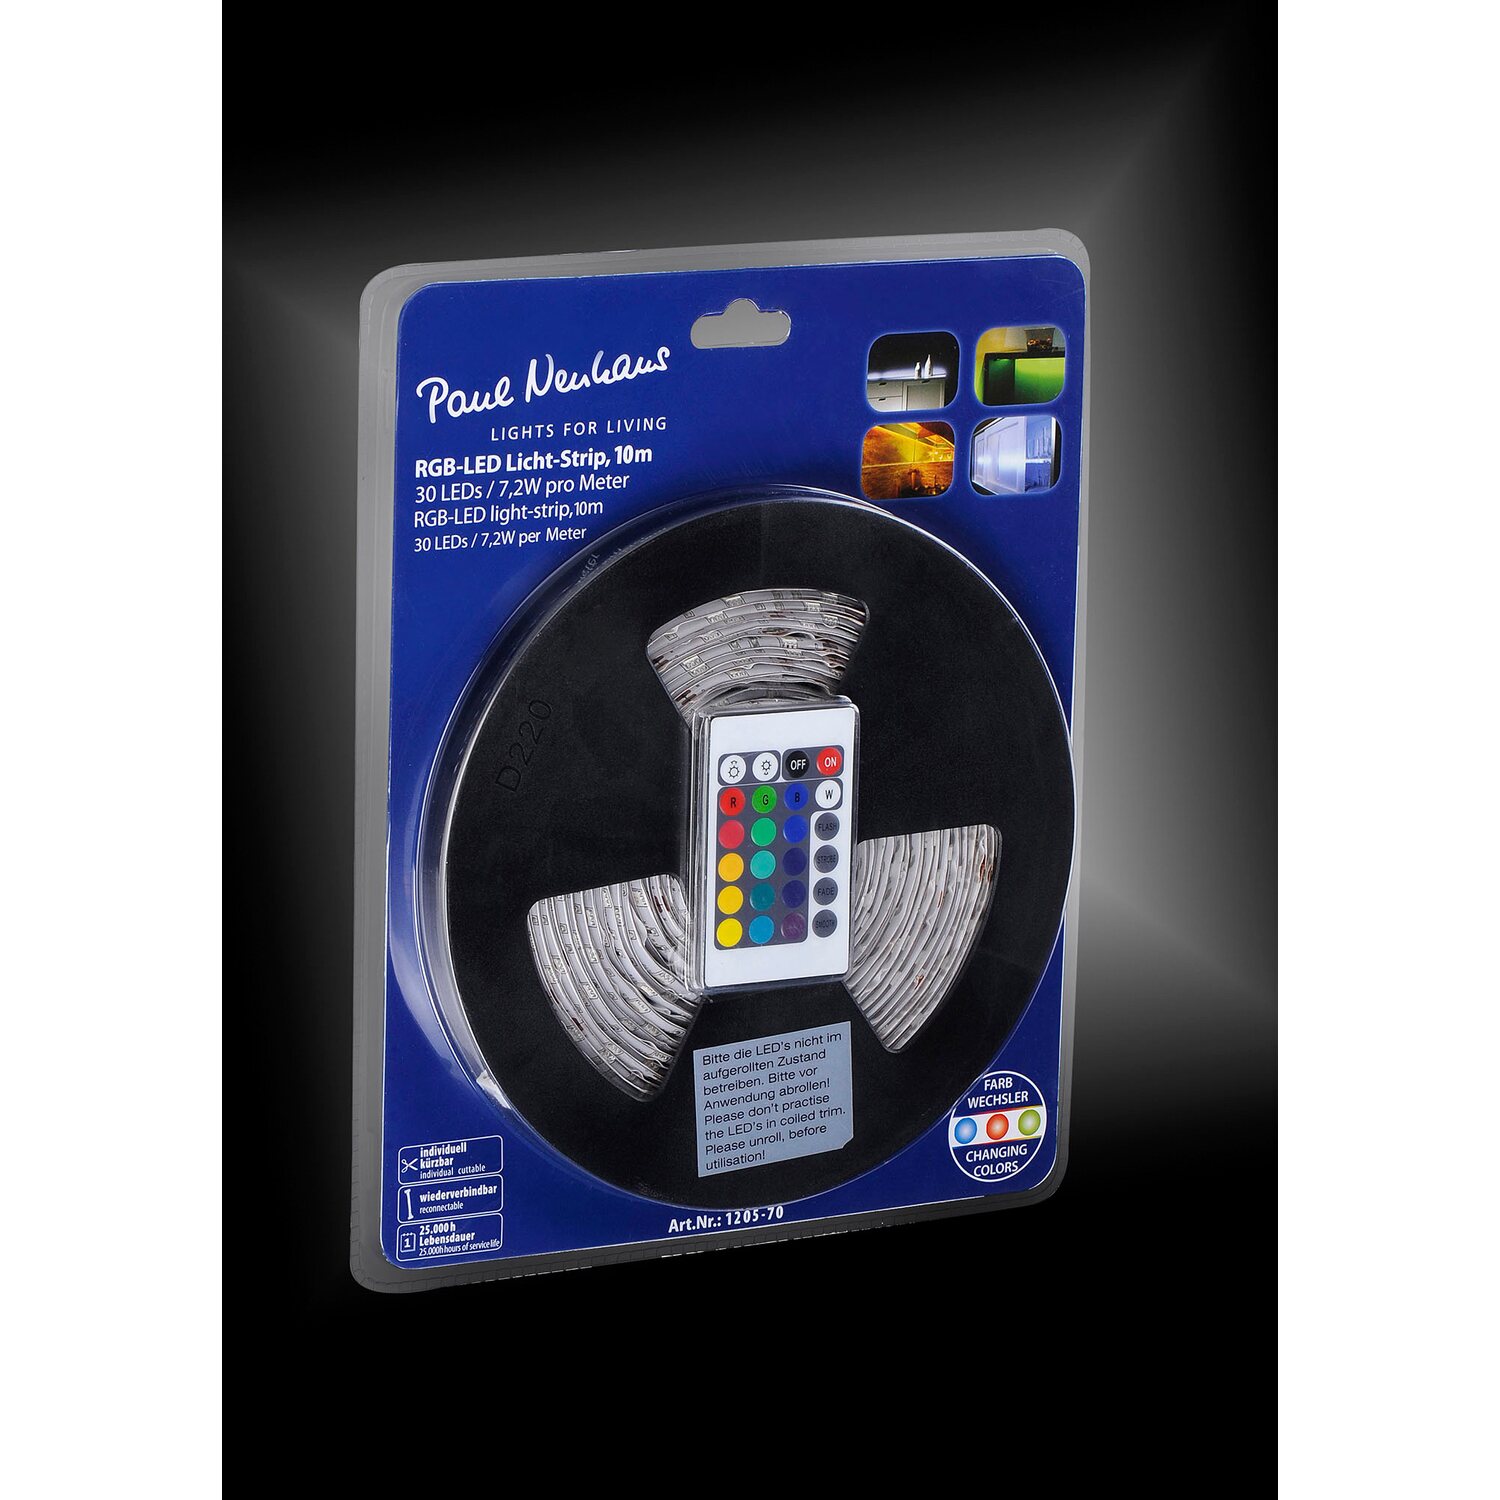 Paul Neuhaus
LIGHTS FOR LIVING
RGB-LED Licht-Strip, 10m
30 LEDs / 7,2W pro Meter
RGB-LED light-strip,10m
30 LEDs / 7,2W per Meter
D220
OFF
ON
R
G
B
W
FLASH
STROBE
FADE
SMOOTH
Bitte die LED's nicht im
aufgerollten Zustand
betreiben. Bitte vor
Anwendung abrollen!
Please don't practise
the LED's in coiled trim.
Please unroll, before
utilisation!
FARB
WECHSLER
CHANGING
COLORS
individuell
kürzbar
individual cuttable
wiederverbindbar
reconnectable
1
25.000 h
Lebensdauer
25.000h hours of service life
Art.Nr.: 1205-70